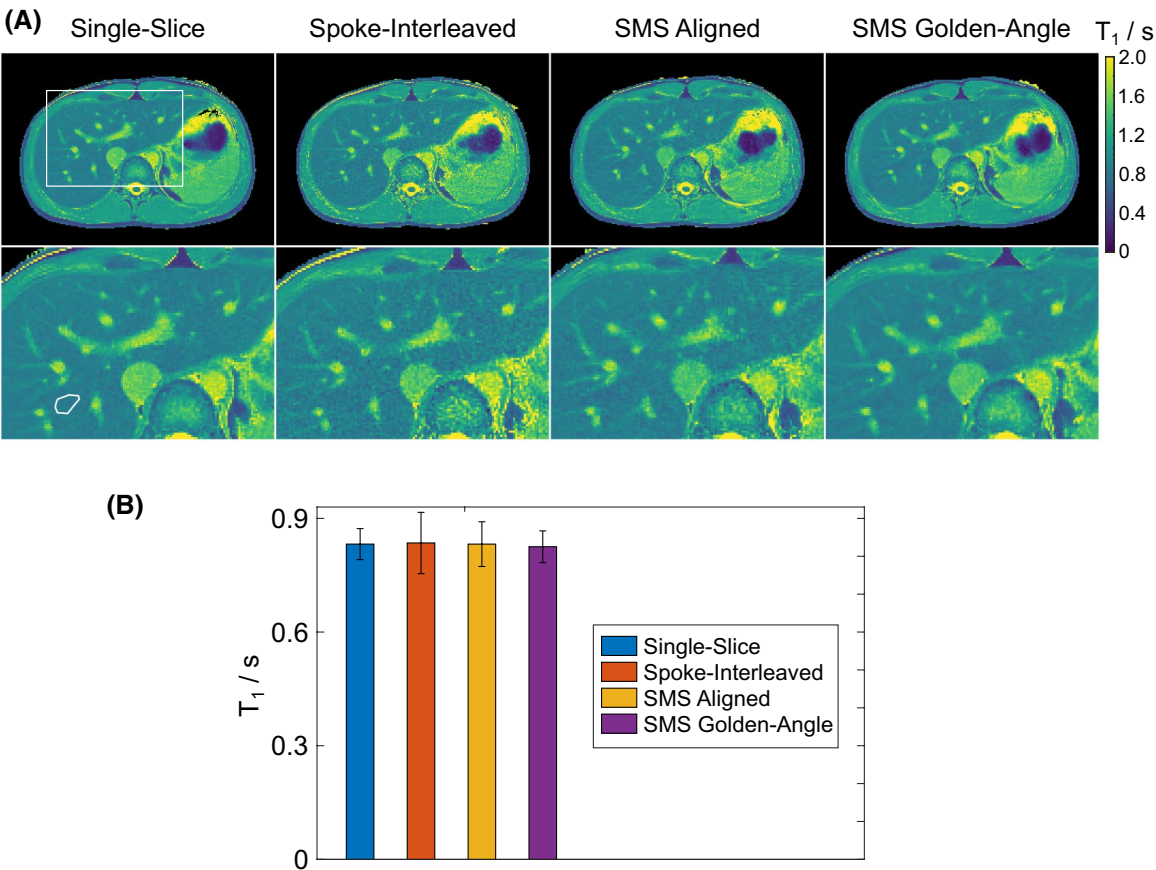 (A)
Single-Slice
Spoke-Interleaved
SMS Aligned
SMS Golden-Angle
T1 / s
2.0
1.6
1.2
0.8
0.4
0
(B)
0.9
0.6
0.3
0
T1 / s
Single-Slice
Spoke-Interleaved
SMS Aligned
SMS Golden-Angle